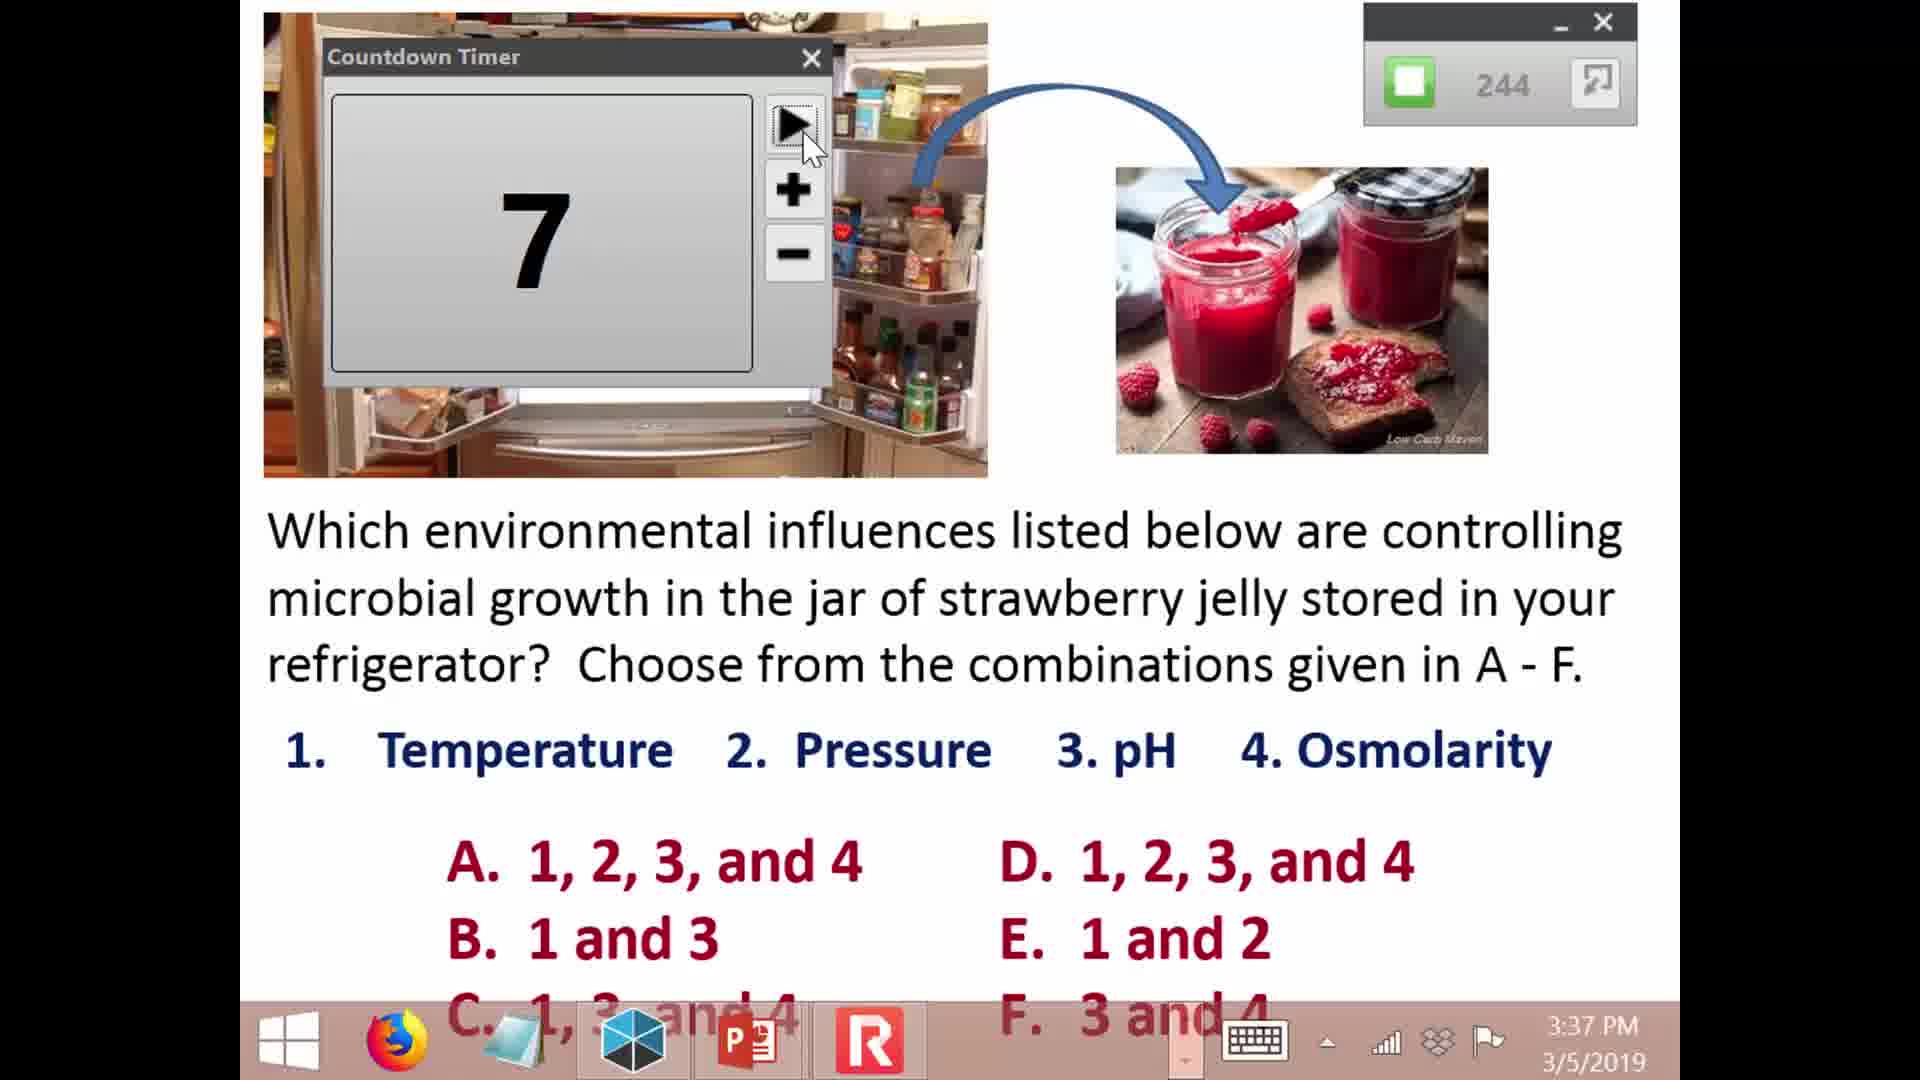 Countdown Timer
7
244
Low Carb Maven
Which environmental influences listed below are controlling
microbial growth in the jar of strawberry jelly stored in your
refrigerator?  Choose from the combinations given in A - F.
1. Temperature 2. Pressure 3. pH 4. Osmolarity
A. 1, 2, 3, and 4
B. 1 and 3
C. 1, 3, and 4
D. 1, 2, 3, and 4
E. 1 and 2
F. 3 and 4
3:37 PM
3/5/2019